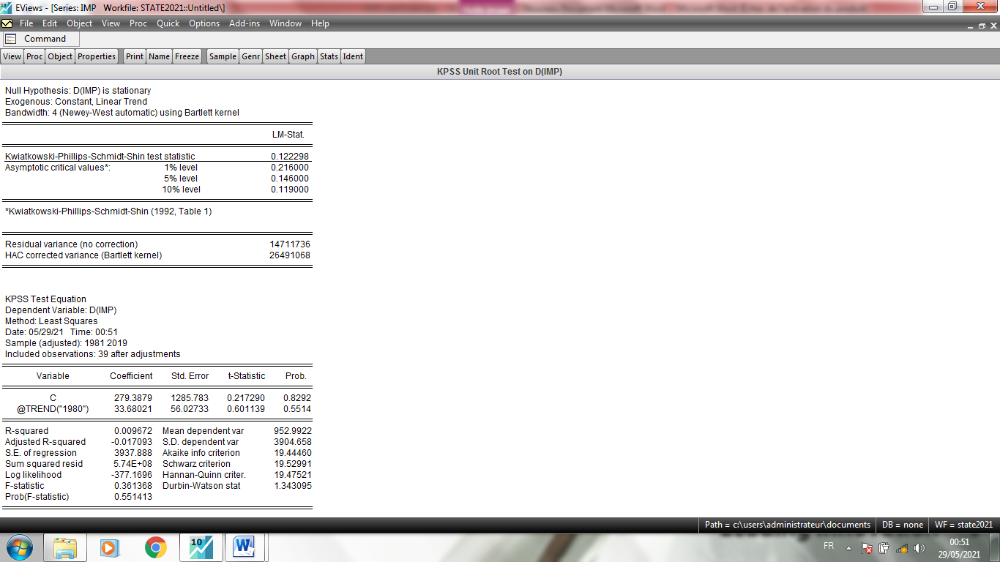 EViews - [Series: IMP   Workfile: STATE2021::Untitled\]
File Edit Object View Proc Quick Options Add-ins Window Help
Command
View Proc Object Properties Print Name Freeze Sample Genr Sheet Graph Stats Ident
KPSS Unit Root Test on D(IMP)
Null Hypothesis: D(IMP) is stationary
Exogenous: Constant, Linear Trend
Bandwidth: 4 (Newey-West automatic) using Bartlett kernel
LM-Stat.
Kwiatkowski-Phillips-Schmidt-Shin test statistic 0.122298
Asymptotic critical values*: 1% level 0.216000
5% level 0.146000
10% level 0.119000
*Kwiatkowski-Phillips-Schmidt-Shin (1992, Table 1)
Residual variance (no correction) 14711736
HAC corrected variance (Bartlett kernel) 26491068
KPSS Test Equation
Dependent Variable: D(IMP)
Method: Least Squares
Date: 05/29/21   Time: 00:51
Sample (adjusted): 1981 2019
Included observations: 39 after adjustments
Variable Coefficient Std. Error t-Statistic Prob.
C 279.3879 1285.783 0.217290 0.8292
@TREND("1980") 33.68021 56.02733 0.601139 0.5514
R-squared 0.009672 Mean dependent var 952.9922
Adjusted R-squared -0.017093 S.D. dependent var 3904.658
S.E. of regression 3937.888 Akaike info criterion 19.44460
Sum squared resid 5.74E+08 Schwarz criterion 19.52991
Log likelihood -377.1696 Hannan-Quinn criter. 19.47521
F-statistic 0.361368 Durbin-Watson stat 1.343095
Prob(F-statistic) 0.551413
Path = c:\users\administrateur\documents DB = none WF = state2021
FR 00:51
29/05/2021